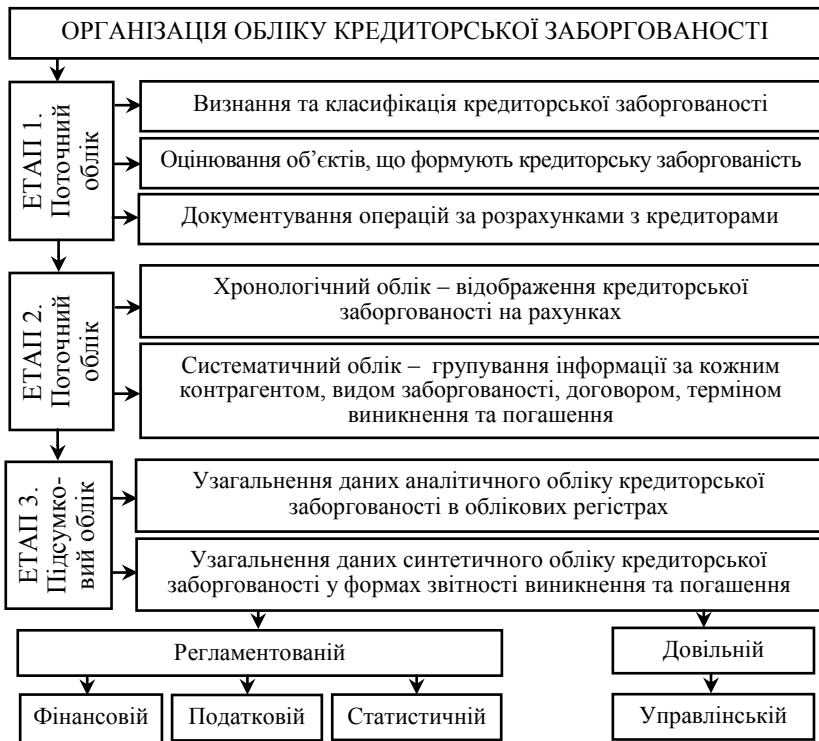 ОРГАНІЗАЦІЯ ОБЛІКУ КРЕДИТОРСЬКОЇ ЗАБОРГОВАНОСТІ
ЕТАП 1.
Поточний
облік
Визнання та класифікація кредиторської заборгованості
Оцінювання об’єктів, що формують кредиторську заборгованість
Документування операцій за розрахунками з кредиторами
ЕТАП 2.
Поточний
облік
Хронологічний облік – відображення кредиторської
заборгованості на рахунках
Систематичний облік – групування інформації за кожним
контрагентом, видом заборгованості, договором, терміном
виникнення та погашення
ЕТАП 3.
Підсумко-
вий облік
Узагальнення даних аналітичного обліку кредиторської
заборгованості в облікових регістрах
Узагальнення даних синтетичного обліку кредиторської
заборгованості у формах звітності виникнення та погашення
Регламентованій
Довільній
Фінансовій
Податковій
Статистичній
Управлінській